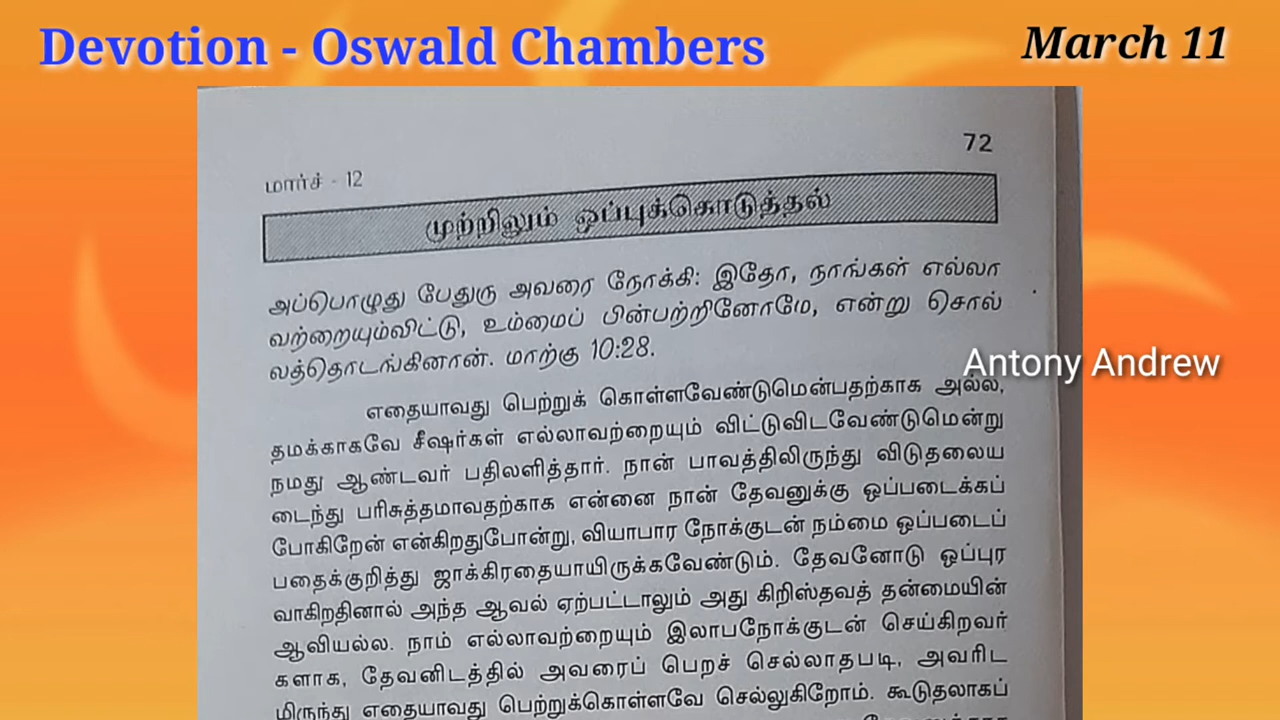 Devotion - Oswald Chambers
March 11
72
மார்ச் - 12
முற்றிலும் ஒப்புக்கொடுத்தல்
அப்பொழுது பேதுரு அவரை நோக்கி: இதோ, நாங்கள் எல்லா
வற்றையும்விட்டு, உம்மைப் பின்பற்றினோமே, என்று சொல்
லத்தொடங்கினான். மாற்கு 10:28.
Antony Andrew
எதையாவது பெற்றுக் கொள்ளவேண்டுமென்பதற்காக அல்ல,
தமக்காகவே சீஷர்கள் எல்லாவற்றையும் விட்டுவிடவேண்டுமென்று
நமது ஆண்டவர் பதிலளித்தார். நான் பாவத்திலிருந்து விடுதலைய
டைந்து பரிசுத்தமாவதற்காக என்னை நான் தேவனுக்கு ஒப்படைக்கப்
போகிறேன் என்கிறதுபோன்று, வியாபார நோக்குடன் நம்மை ஒப்படைப்
பதைக்குறித்து ஜாக்கிரதையாயிருக்கவேண்டும். தேவனோடு ஒப்புர
வாகிறதினால் அந்த ஆவல் ஏற்பட்டாலும் அது கிறிஸ்தவத் தன்மையின்
ஆவியல்ல. நாம் எல்லாவற்றையும் இலாபநோக்குடன் செய்கிறவர்
களாக, தேவனிடத்தில் அவரைப் பெறச் செல்லாதபடி, அவரிட
மிருந்து எதையாவது பெற்றுக்கொள்ளவே செல்லுகிறோம். கூடுதலாகப்